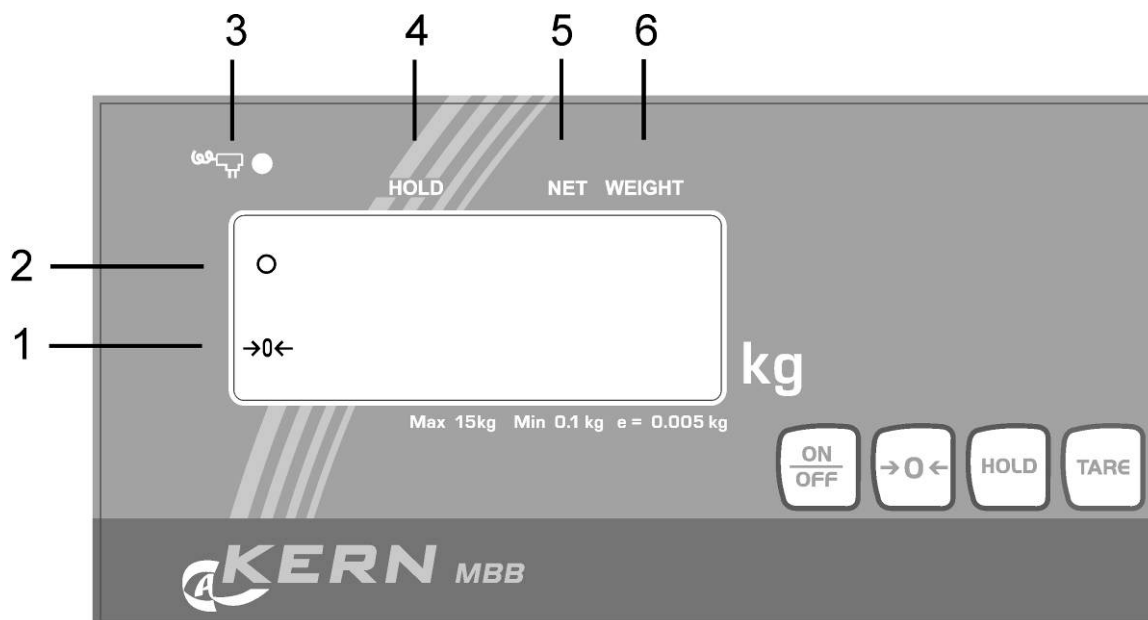 3 4 5 6
HOLD NET WEIGHT
2
1 →0←
kg
Max 15kg Min 0.1 kg e = 0.005 kg
ON
OFF →0← HOLD TARE
KERN MBB